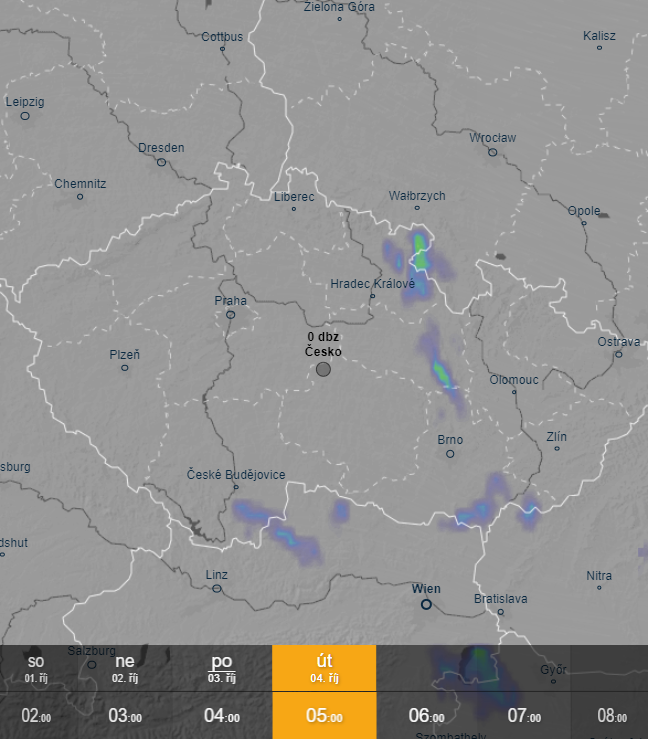 Zielona Góra
Cottbus
Kalisz
Leipzig
Dresden
Wrocław
Chemnitz
Liberec
Wałbrzych
Opole
Hradec Králové
Praha
0 dbz
Česko
Ostrava
Plzeň
Olomouc
Brno
Zlín
sburg
České Budějovice
dshut
Linz
Wien
Nitra
Bratislava
Salzburg
Győr
so ne po út
01. říj 02. říj 03. říj 04. říj
02:00 03:00 04:00 05:00 06:00 07:00 08:00
Szombathely